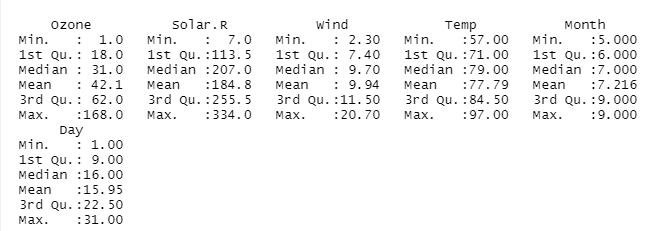 Ozone          Solar.R           Wind            Temp           Month
Min.   :  1.0   Min.   :  7.0   Min.   : 2.30   Min.   :57.00   Min.   :5.000
1st Qu.: 18.0   1st Qu.:113.5   1st Qu.: 7.40   1st Qu.:71.00   1st Qu.:6.000
Median : 31.0   Median :207.0   Median : 9.70   Median :79.00   Median :7.000
Mean   : 42.1   Mean   :184.8   Mean   : 9.94   Mean   :77.79   Mean   :7.216
3rd Qu.: 62.0   3rd Qu.:255.5   3rd Qu.:11.50   3rd Qu.:84.50   3rd Qu.:9.000
Max.   :168.0   Max.   :334.0   Max.   :20.70   Max.   :97.00   Max.   :9.000
      Day
Min.   : 1.00
1st Qu.: 9.00
Median :16.00
Mean   :15.95
3rd Qu.:22.50
Max.   :31.00